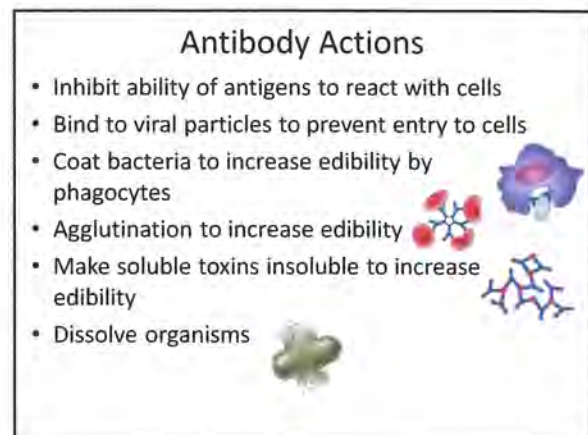 Antibody Actions
• Inhibit ability of antigens to react with cells
• Bind to viral particles to prevent entry to cells
• Coat bacteria to increase edibility by
phagocytes
• Agglutination to increase edibility
• Make soluble toxins insoluble to increase
edibility
• Dissolve organisms